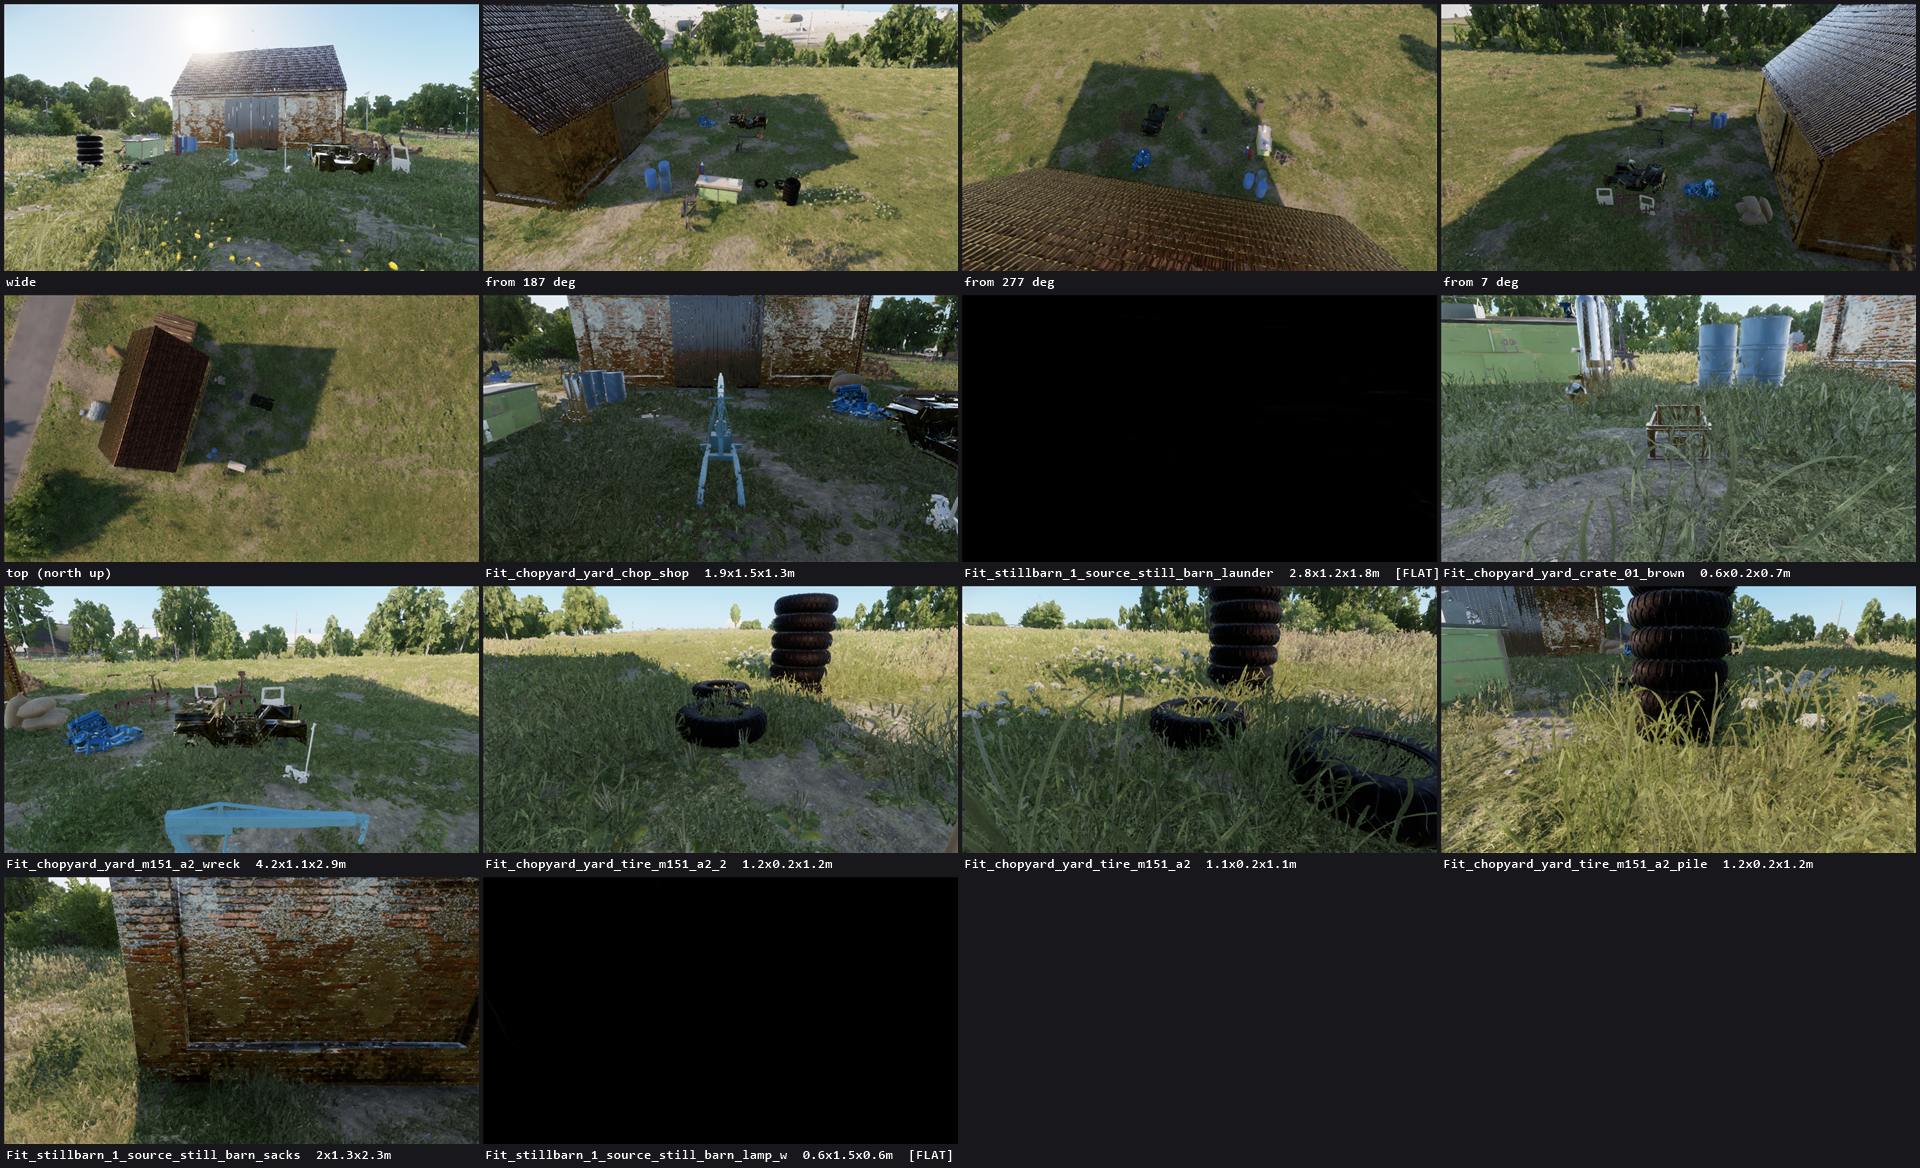 wide
from 187 deg
from 277 deg
from 7 deg
top (north up)
Fit_chopyard_yard_chop_shop 1.9x1.5x1.3m
Fit_stillbarn_1_source_still_barn_launder 2.8x1.2x1.8m [FLAT]
Fit_chopyard_yard_crate_01_brown 0.6x0.2x0.7m
Fit_chopyard_yard_m151_a2_wreck 4.2x1.1x2.9m
Fit_chopyard_yard_tire_m151_a2_2 1.2x0.2x1.2m
Fit_chopyard_yard_tire_m151_a2 1.1x0.2x1.1m
Fit_chopyard_yard_tire_m151_a2_pile 1.2x0.2x1.2m
Fit_stillbarn_1_source_still_barn_sacks 2x1.3x2.3m
Fit_stillbarn_1_source_still_barn_lamp_w 0.6x1.5x0.6m [FLAT]